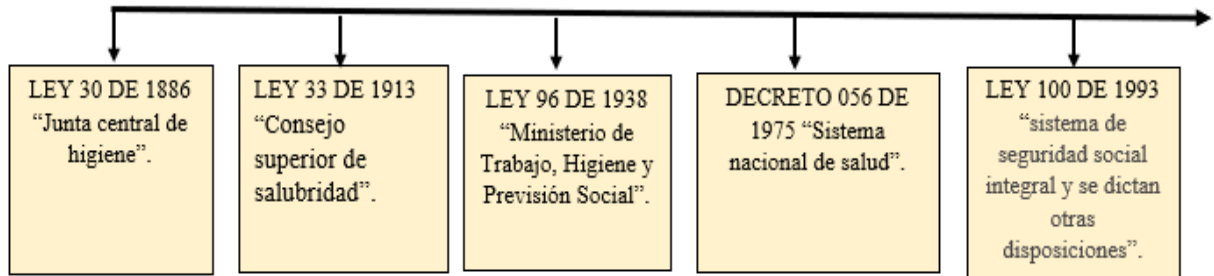 LEY 30 DE 1886
“Junta central de
higiene”.
LEY 33 DE 1913
“Consejo
superior de
salubridad”.
LEY 96 DE 1938
“Ministerio de
Trabajo, Higiene y
Previsión Social”.
DECRETO 056 DE
1975 “Sistema
nacional de salud”.
LEY 100 DE 1993
“sistema de
seguridad social
integral y se dictan
otras
disposiciones”.